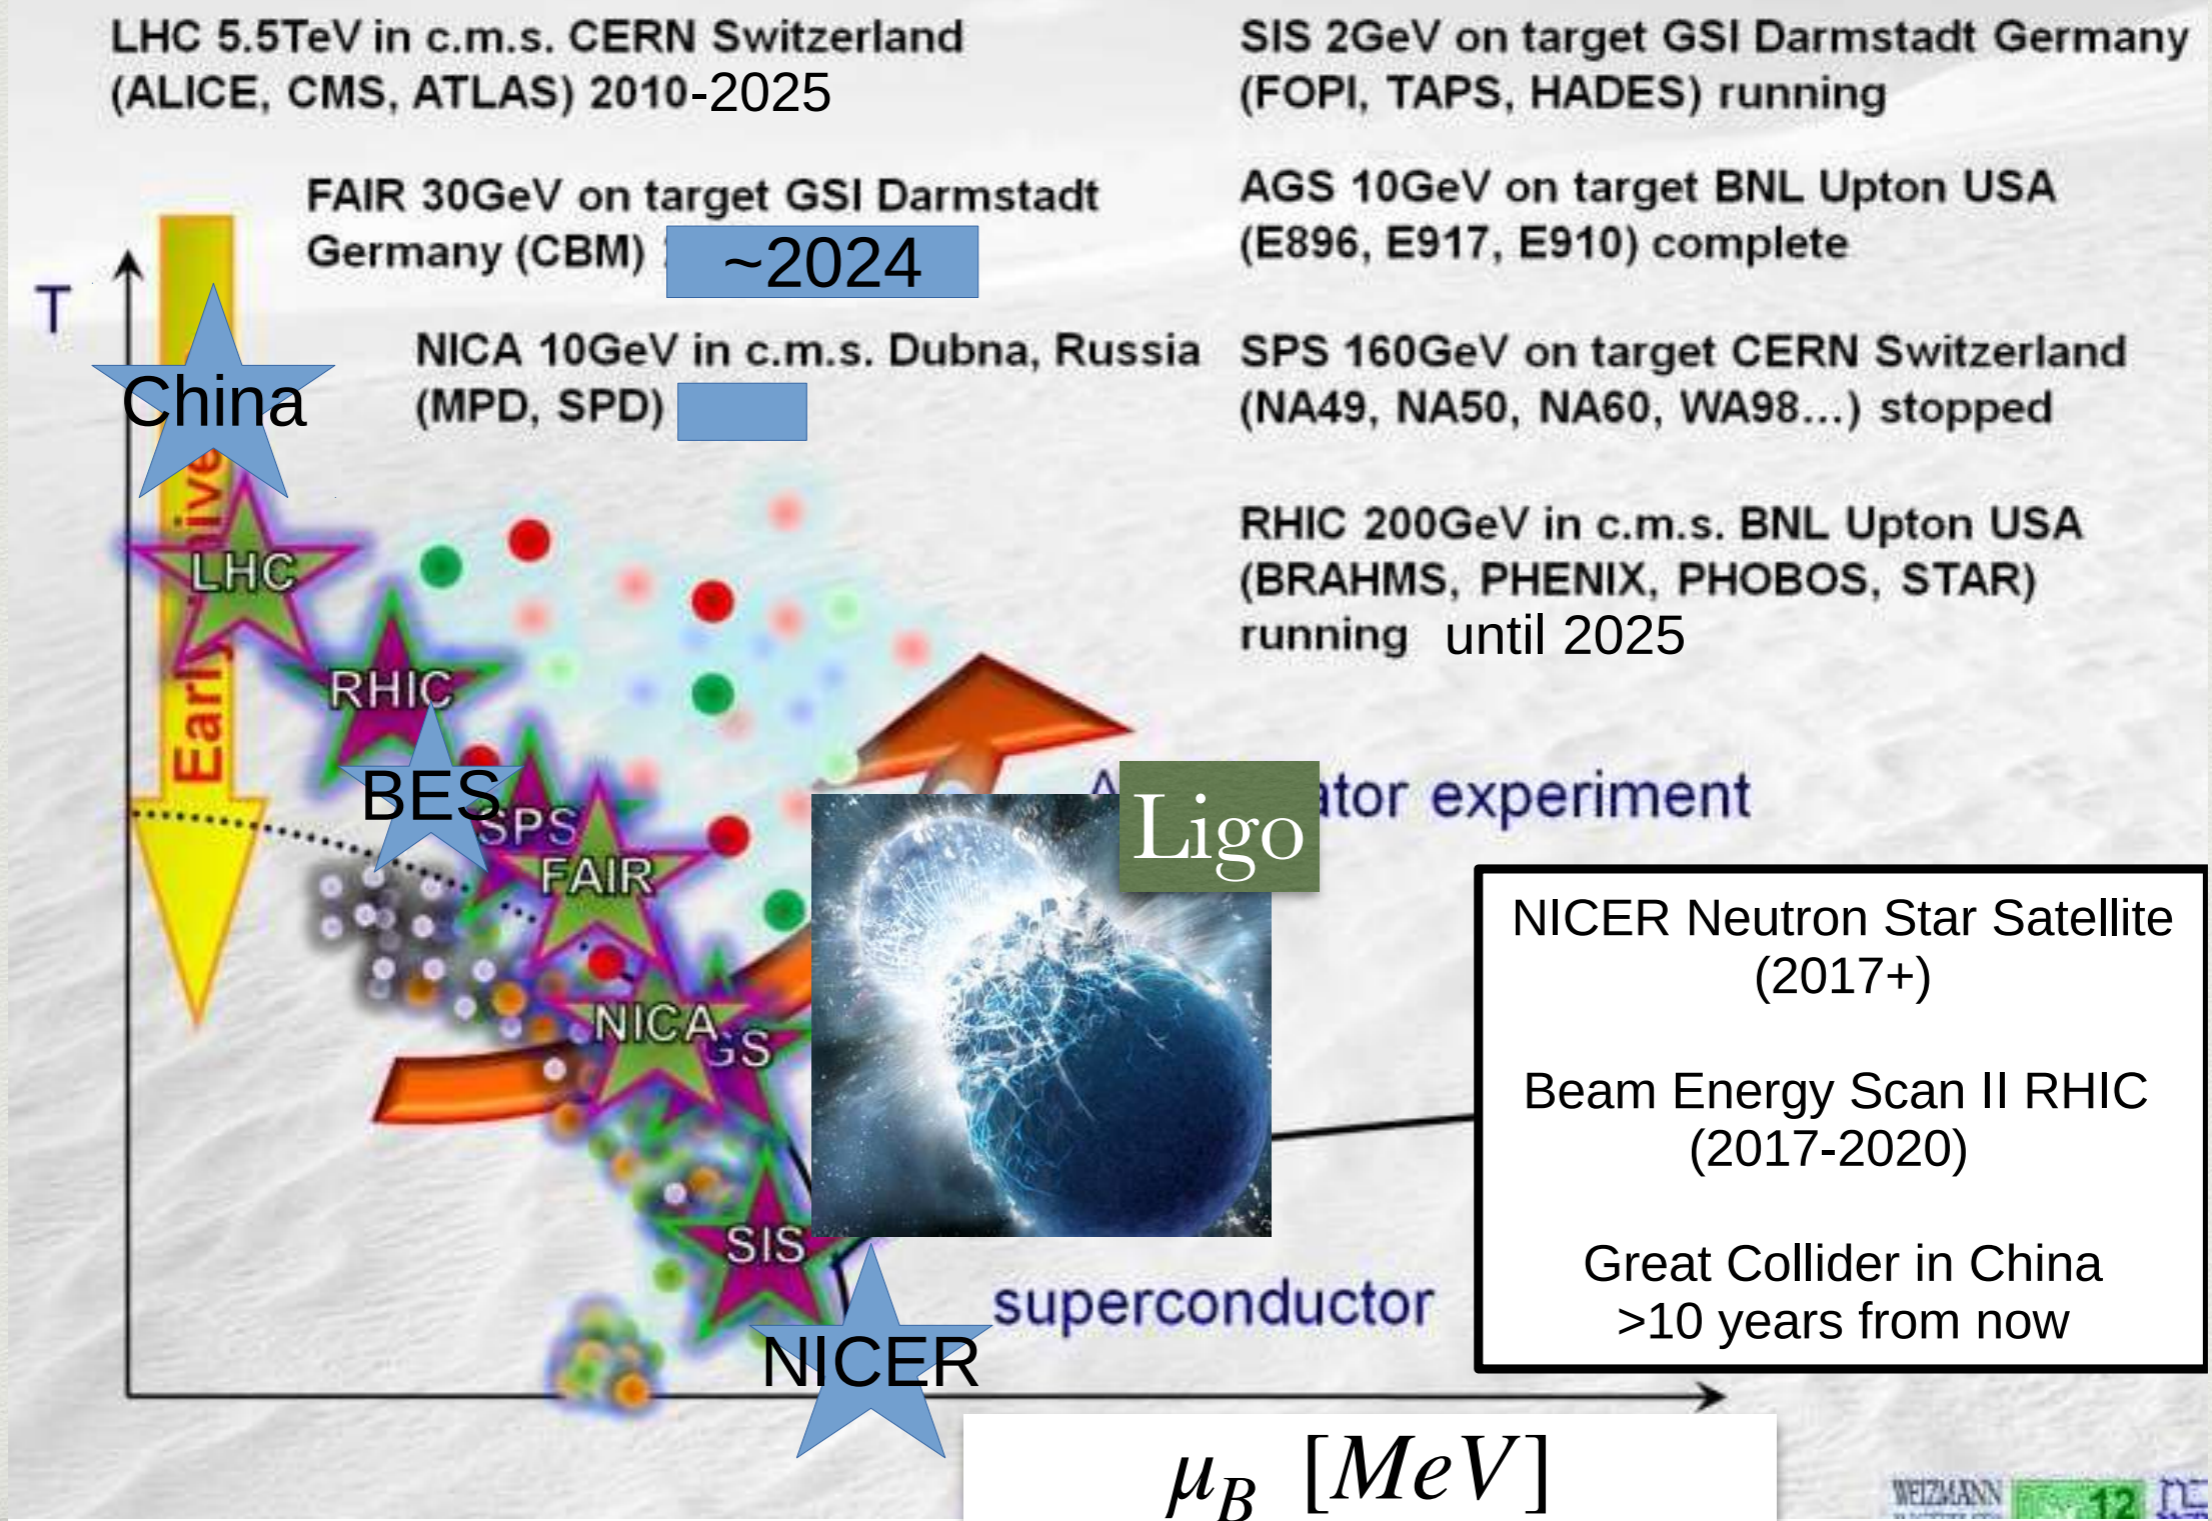 LHC 5.5TeV in c.m.s. CERN Switzerland
(ALICE, CMS, ATLAS) 2010-2025
FAIR 30GeV on target GSI Darmstadt
Germany (CBM) ~2024
NICA 10GeV in c.m.s. Dubna, Russia
(MPD, SPD)
SIS 2GeV on target GSI Darmstadt Germany
(FOPI, TAPS, HADES) running
AGS 10GeV on target BNL Upton USA
(E896, E917, E910) complete
SPS 160GeV on target CERN Switzerland
(NA49, NA50, NA60, WA98...) stopped
RHIC 200GeV in c.m.s. BNL Upton USA
(BRAHMS, PHENIX, PHOBOS, STAR)
running until 2025
T
China
LHC
RHIC
BES
SPS
FAIR
NICA
GS
SIS
NICER
Ligo
experiment
superconductor
NICER Neutron Star Satellite
(2017+)
Beam Energy Scan II RHIC
(2017-2020)
Great Collider in China
>10 years from now
μ_B [MeV]
WEIZMANN
12